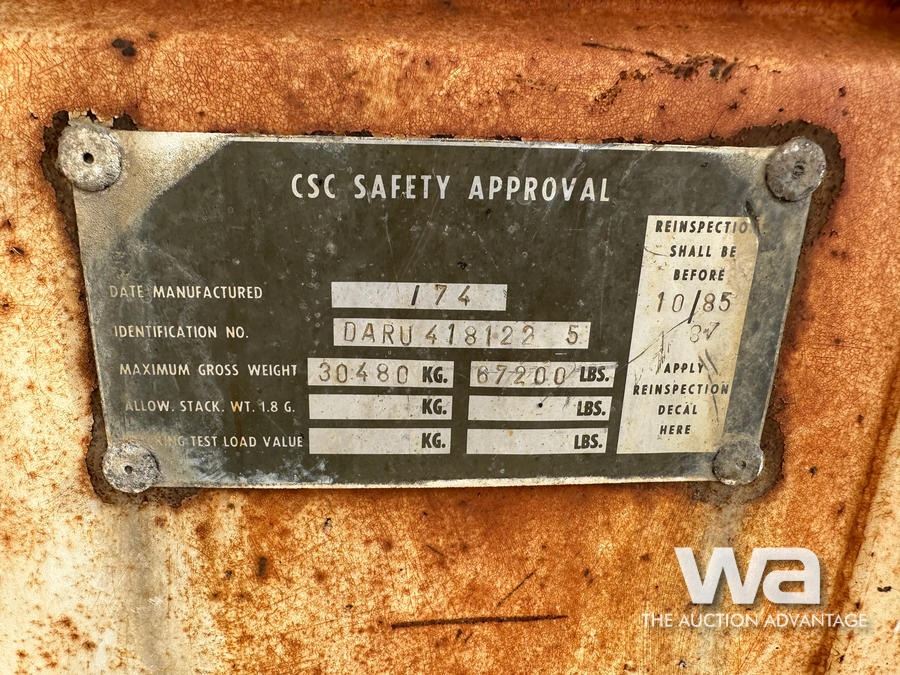 CSC SAFETY APPROVAL
DATE MANUFACTURED /74
IDENTIFICATION NO. DARU 418122 5
MAXIMUM GROSS WEIGHT 30480 KG. 67200 LBS.
ALLOW. STACK. WT. 1.8 G. KG. LBS.
TEST LOAD VALUE KG. LBS.
REINSPECTIO
SHALL BE
BEFORE
10/85
87
APPLY
REINSPECTION
DECAL
HERE
wa
THE AUCTION ADVANTAGE